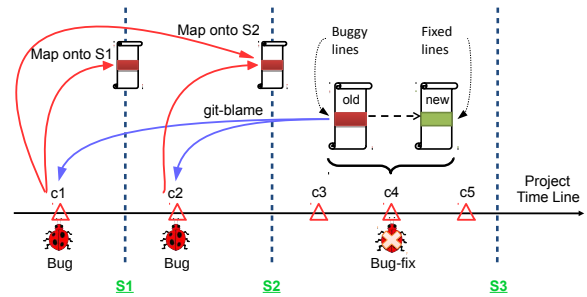 Map onto S2
Buggy
lines
Fixed
lines
Map onto S1
old
new
git-blame
c1
c2
c3
c4
c5
Project
Time Line
Bug
Bug
Bug-fix
S1
S2
S3